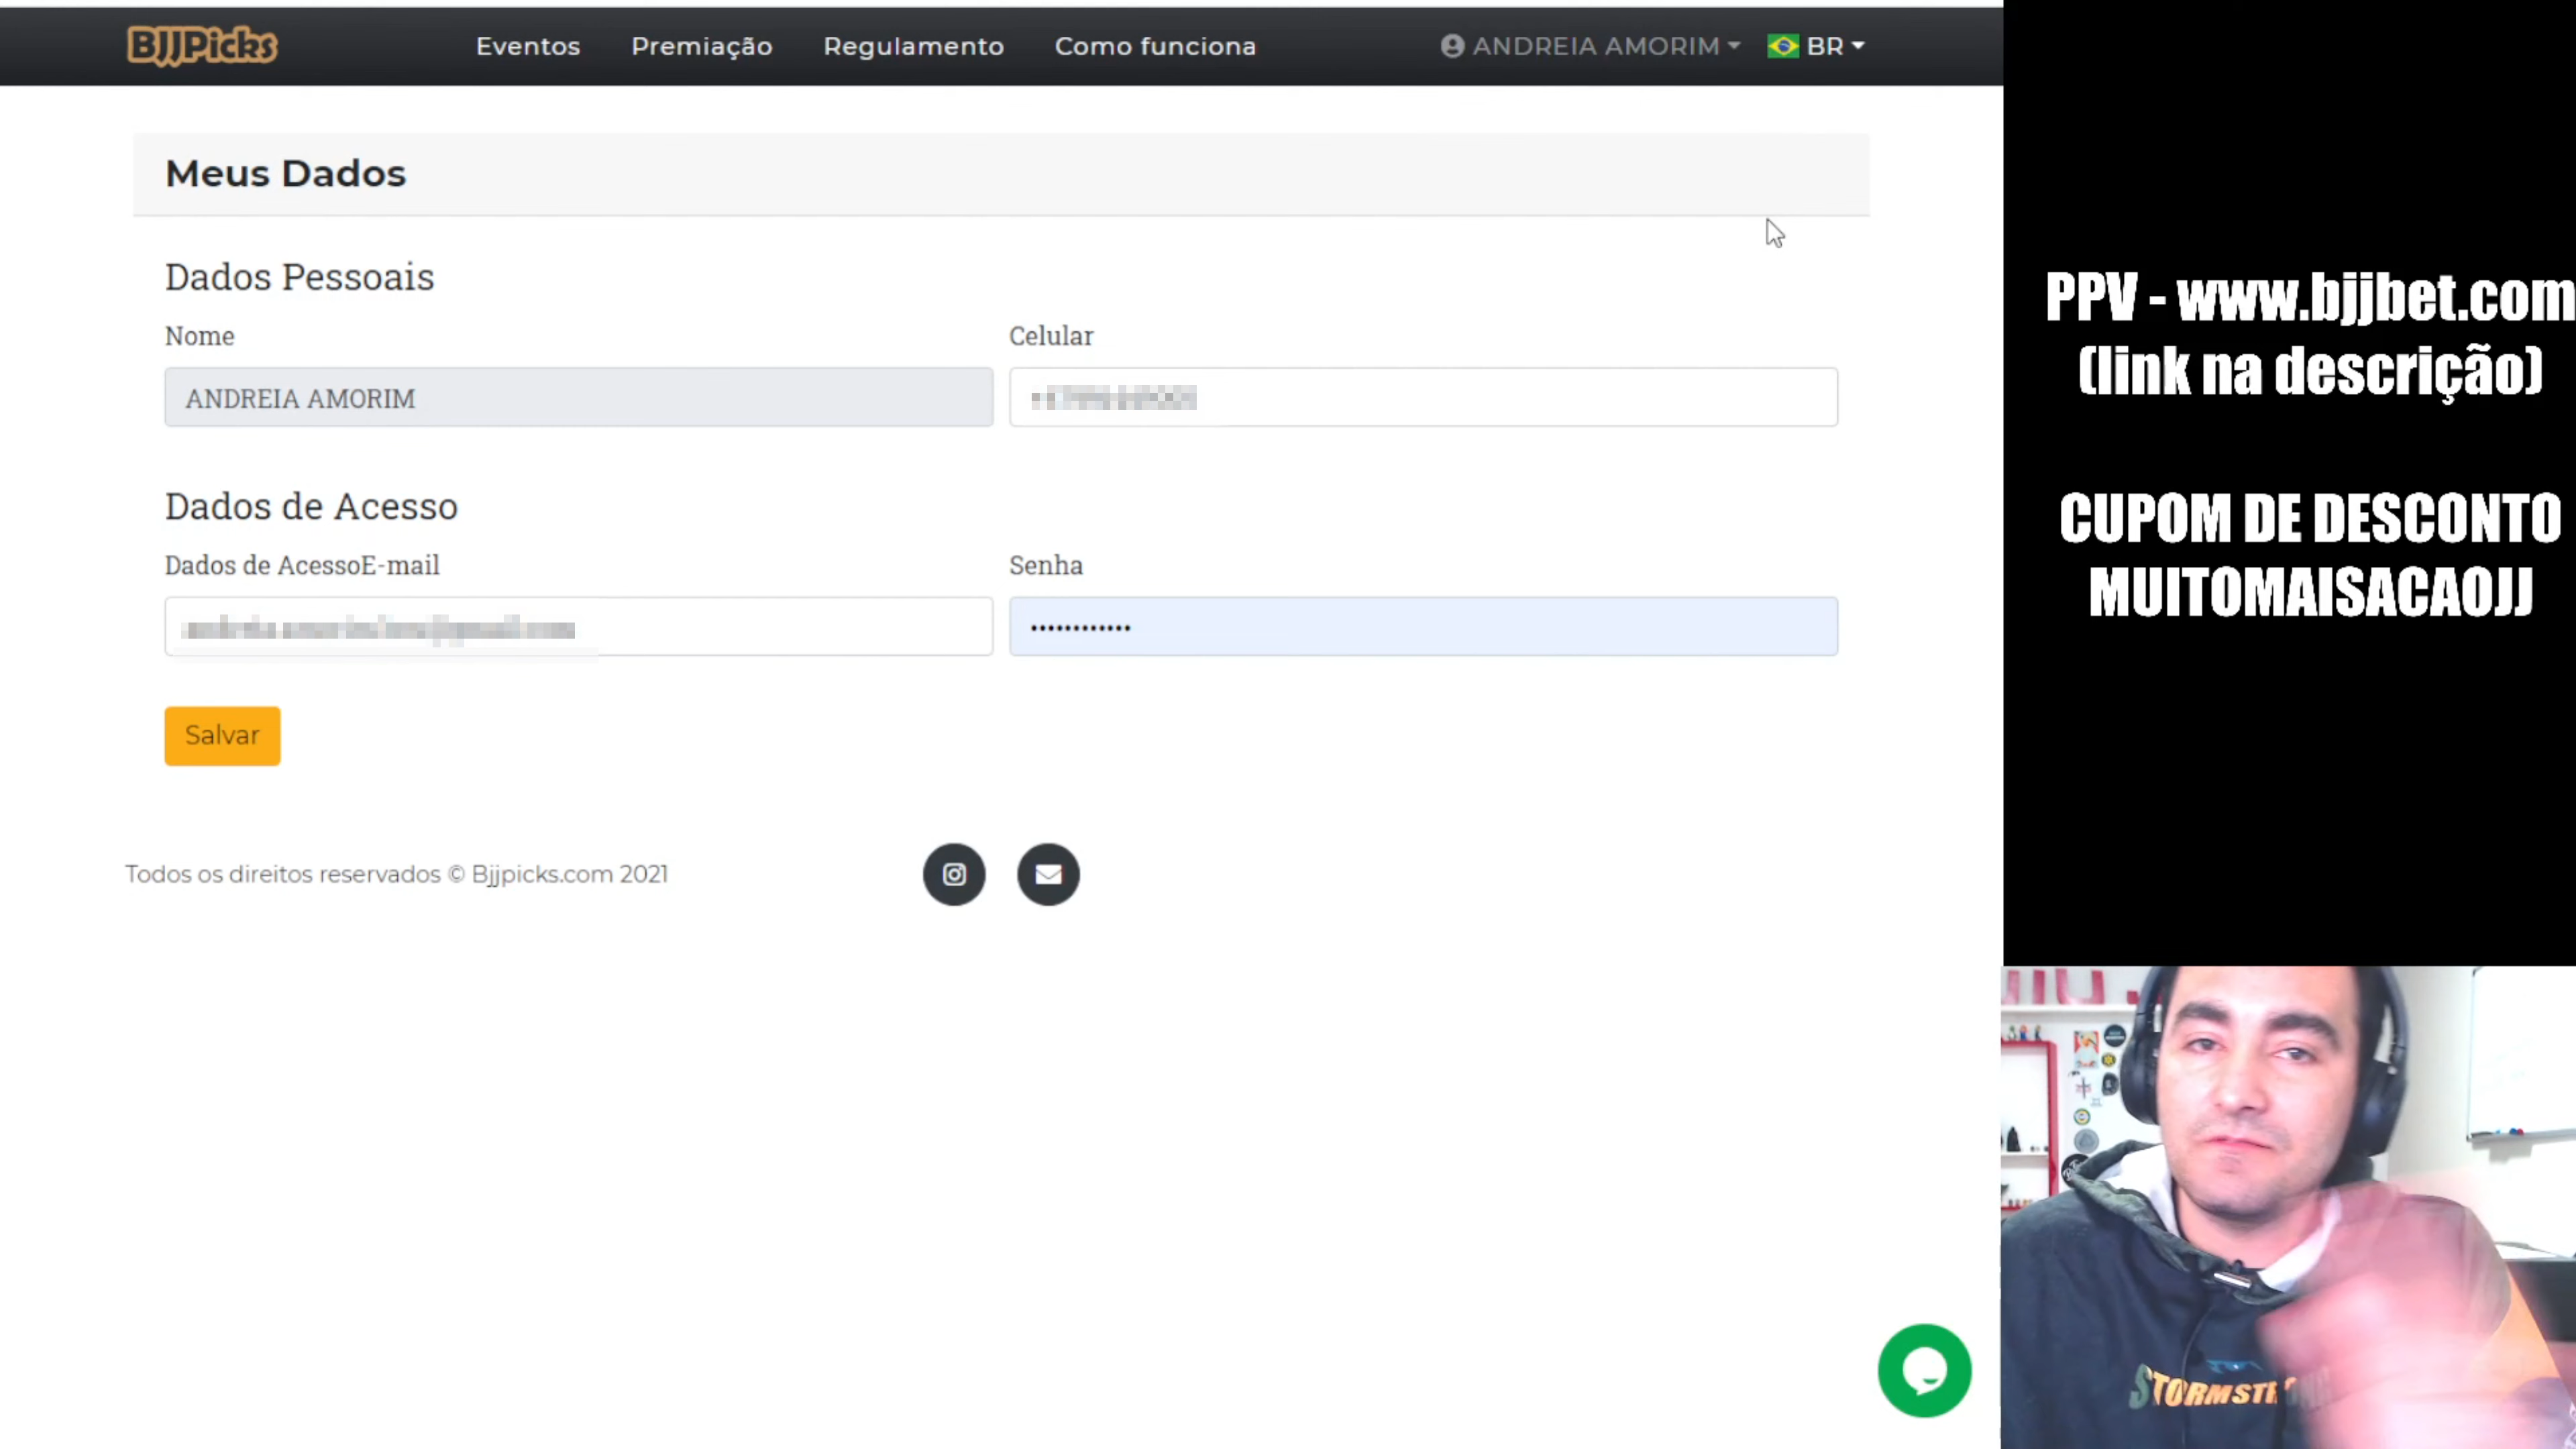 BJJPicks
Eventos
Premiação
Regulamento
Como funciona
ANDREIA AMORIM
BR
Meus Dados
Dados Pessoais
Nome
Celular
ANDREIA AMORIM
Dados de Acesso
Dados de AcessoE-mail
Senha
Salvar
Todos os direitos reservados © Bjjpicks.com 2021
PPV - www.bjjbet.com
(link na descrição)
CUPOM DE DESCONTO
MUITOMAISACAOJJ